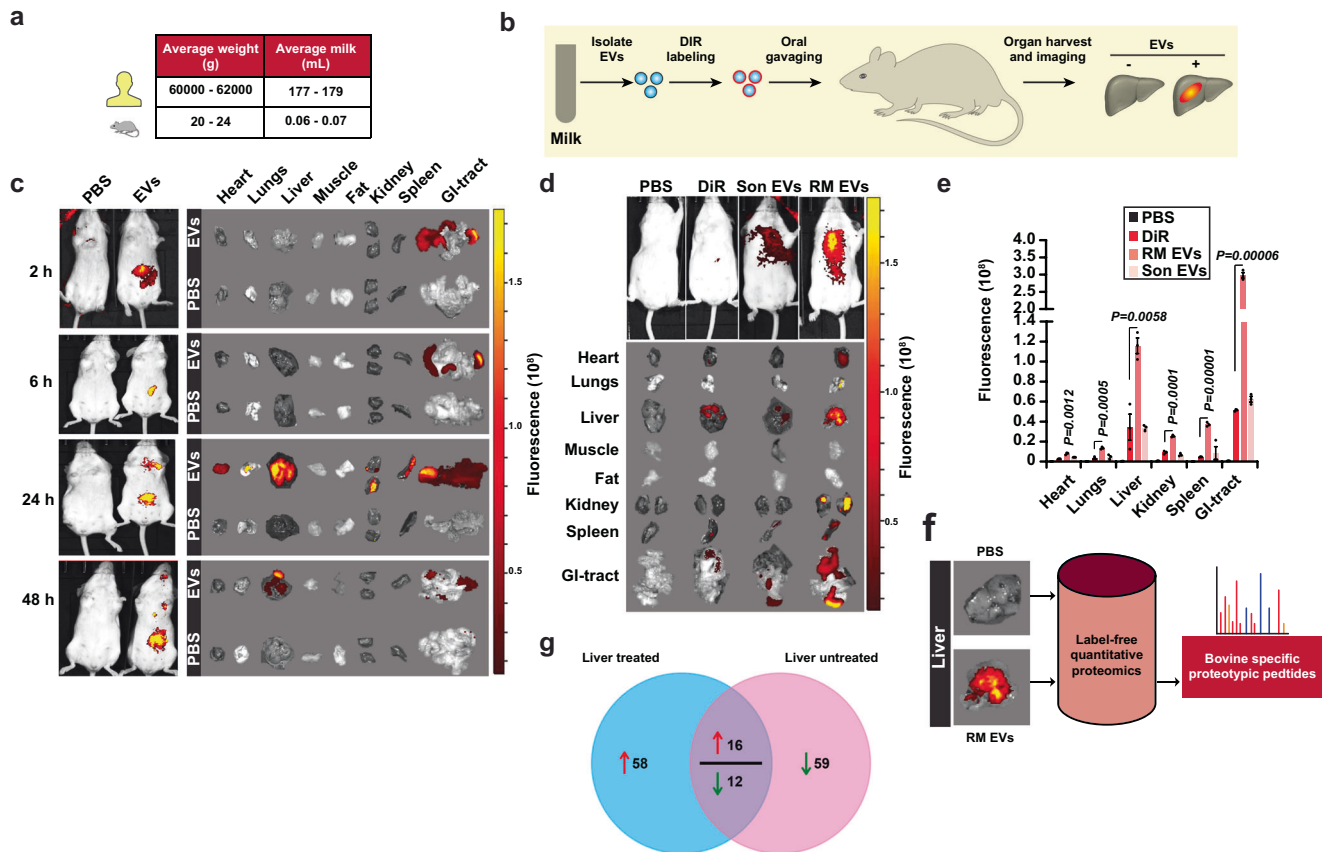 a
Average weight (g)
Average milk (mL)
60000 - 62000
177 - 179
20 - 24
0.06 - 0.07
b
Isolate EVs
DIR labeling
Oral gavaging
Organ harvest and imaging
EVs
- +
Milk
c
PBS EVs
Heart Lungs Liver Muscle Fat Kidney Spleen GI-tract
2 h
EVs
PBS
6 h
EVs
PBS
24 h
EVs
PBS
48 h
EVs
PBS
1.5
1.0
0.5
Fluorescence (10⁸)
d
PBS DiR Son EVs RM EVs
Heart
Lungs
Liver
Muscle
Fat
Kidney
Spleen
GI-tract
1.5
1.0
0.5
Fluorescence (10⁸)
e
PBS
DiR
RM EVs
Son EVs
Fluorescence (10⁸)
4.0
3.0
2.0
1.4
1.2
1.0
0.8
0.6
0.4
0.2
0
P=0.0012
P=0.0005
P=0.0058
P=0.0001
P=0.00001
P=0.00006
Heart
Lungs
Liver
Kidney
Spleen
GI-tract
f
PBS
Liver
RM EVs
Label-free
quantitative
proteomics
Bovine specific
proteotypic pedtides
g
Liver treated
Liver untreated
58
16
12
59